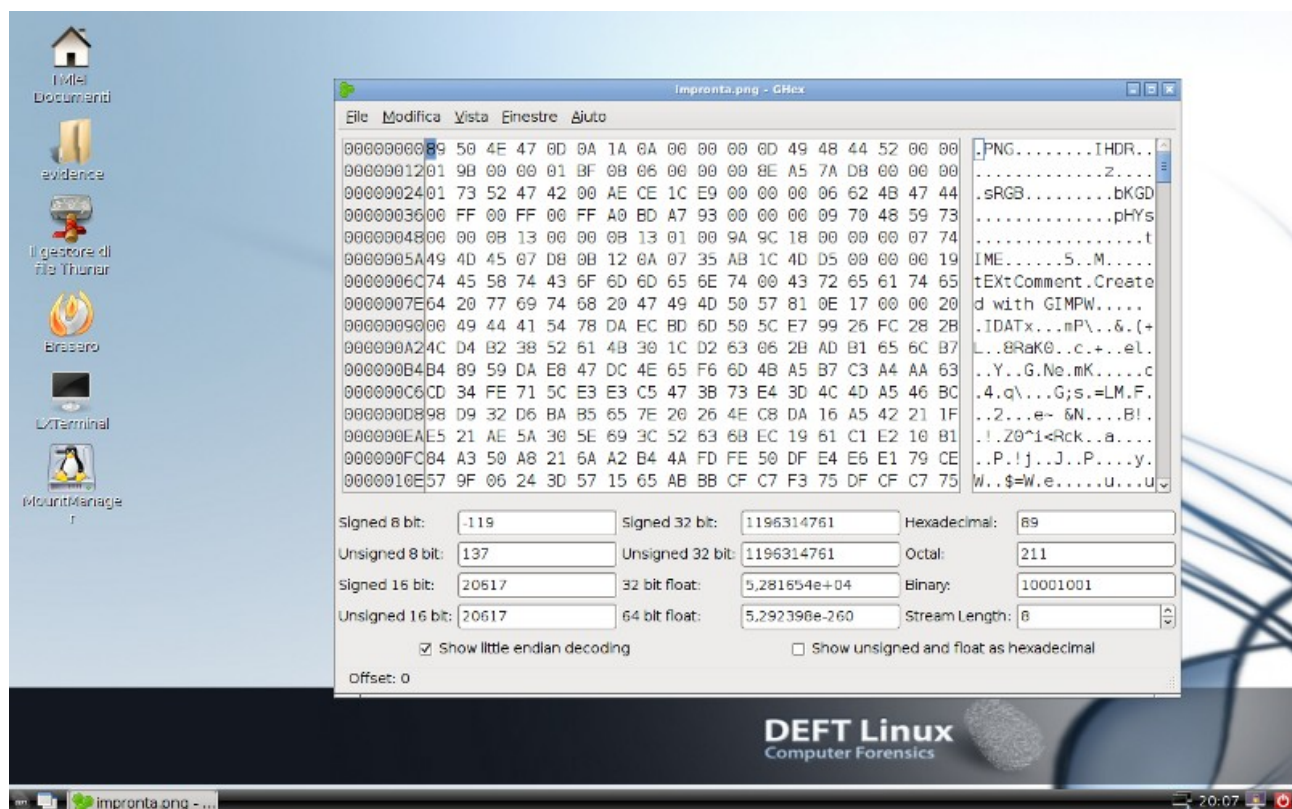 I Miei
Documenti
evidence
Il gestore di
file Thunar
Brasero
LXTerminal
MountManage
r
impronta.png - GHex
File Modifica Vista Finestre Aiuto
00000000 89 50 4E 47 0D 0A 1A 0A 00 00 00 0D 49 48 44 52 00 00 .PNG........IHDR..
00000012 01 9B 00 00 01 BF 08 06 00 00 00 8E A5 7A DB 00 00 00 .............z....
00000024 01 73 52 47 42 00 AE CE 1C E9 00 00 00 06 62 4B 47 44 .sRGB.........bKGD
00000036 00 FF 00 FF 00 FF A0 BD A7 93 00 00 00 09 70 48 59 73 ..............pHYs
00000048 00 00 0B 13 00 00 0B 13 01 00 9A 9C 18 00 00 00 07 74 .................t
0000005A 49 4D 45 07 D8 0B 12 0A 07 35 AB 1C 4D D5 00 00 00 19 IME......5..M.....
0000006C 74 45 58 74 43 6F 6D 6D 65 6E 74 00 43 72 65 61 74 65 tEXtComment.Create
0000007E 64 20 77 69 74 68 20 47 49 4D 50 57 81 0E 17 00 00 20 d with GIMPW.....
00000090 00 49 44 41 54 78 DA EC BD 6D 50 5C E7 99 26 FC 28 2B .IDATx...mP\..&.(+
000000A2 4C D4 B2 38 52 61 4B 30 1C D2 63 06 2B AD B1 65 6C B7 L..8RaK0..c.+..el.
000000B4 B4 89 59 DA E8 47 DC 4E 65 F6 6D 4B A5 B7 C3 A4 AA 63 ..Y..G.Ne.mK.....c
000000C6 CD 34 FE 71 5C E3 E3 C5 47 3B 73 E4 3D 4C 4D A5 46 BC .4.q\...G;s.=LM.F.
000000D8 98 D9 32 D6 BA B5 65 7E 20 26 4E C8 DA 16 A5 42 21 1F ..2...e~ &N....B!.
000000EA E5 21 AE 5A 30 5E 69 3C 52 63 6B EC 19 61 C1 E2 10 81 .!.Z0^i<Rck..a....
000000FC 84 A3 50 A8 21 6A A2 B4 4A FD FE 50 DF E4 E6 E1 79 CE ..P.!j..J..P....y.
0000010E 57 9F 06 24 3D 57 15 65 AB BB CF C7 F3 75 DF CF C7 75 W..$=W.e.....u...u
Signed 8 bit: -119 Signed 32 bit: 1196314761 Hexadecimal: 89
Unsigned 8 bit: 137 Unsigned 32 bit: 1196314761 Octal: 211
Signed 16 bit: 20617 32 bit float: 5,281654e+04 Binary: 10001001
Unsigned 16 bit: 20617 64 bit float: 5,292398e-260 Stream Length: 8
Show little endian decoding Show unsigned and float as hexadecimal
Offset: 0
DEFT Linux
Computer Forensics
impronta.png - ...
20:07